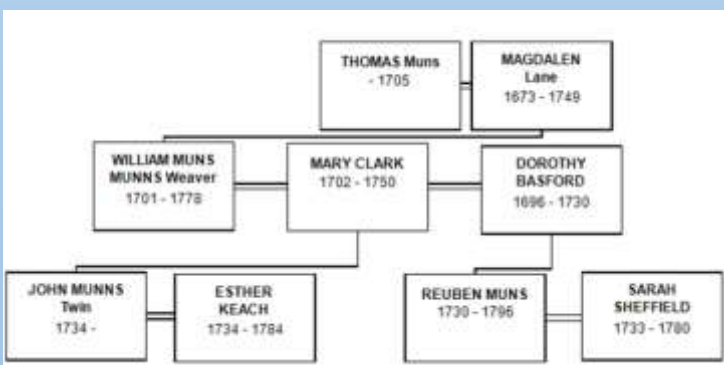 THOMAS Muns
- 1705
MAGDALEN
Lane
1673 - 1749
WILLIAM MUNS
MUNNS Weaver
1701 - 1778
MARY CLARK
1702 - 1750
DOROTHY
BASFORD
1696 - 1730
JOHN MUNNS
Twin
1734 -
ESTHER
KEACH
1734 - 1784
REUBEN MUNS
1730 - 1796
SARAH
SHEFFIELD
1733 - 1780